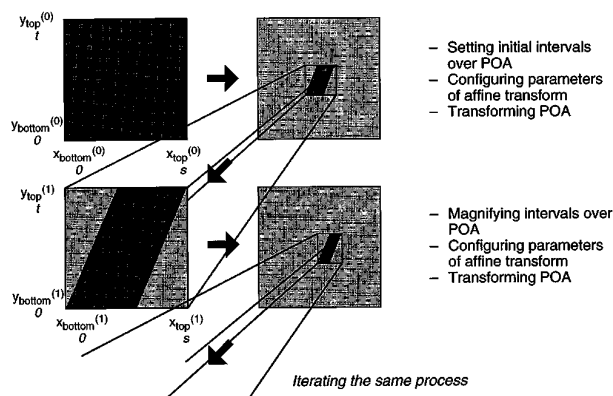 y_top^(0)
t
y_bottom^(0)
0
x_bottom^(0)
0
x_top^(0)
s
– Setting initial intervals
over POA
– Configuring parameters
of affine transform
– Transforming POA
y_top^(1)
t
y_bottom^(1)
0
x_bottom^(1)
0
x_top^(1)
s
– Magnifying intervals over
POA
– Configuring parameters
of affine transform
– Transforming POA
Iterating the same process